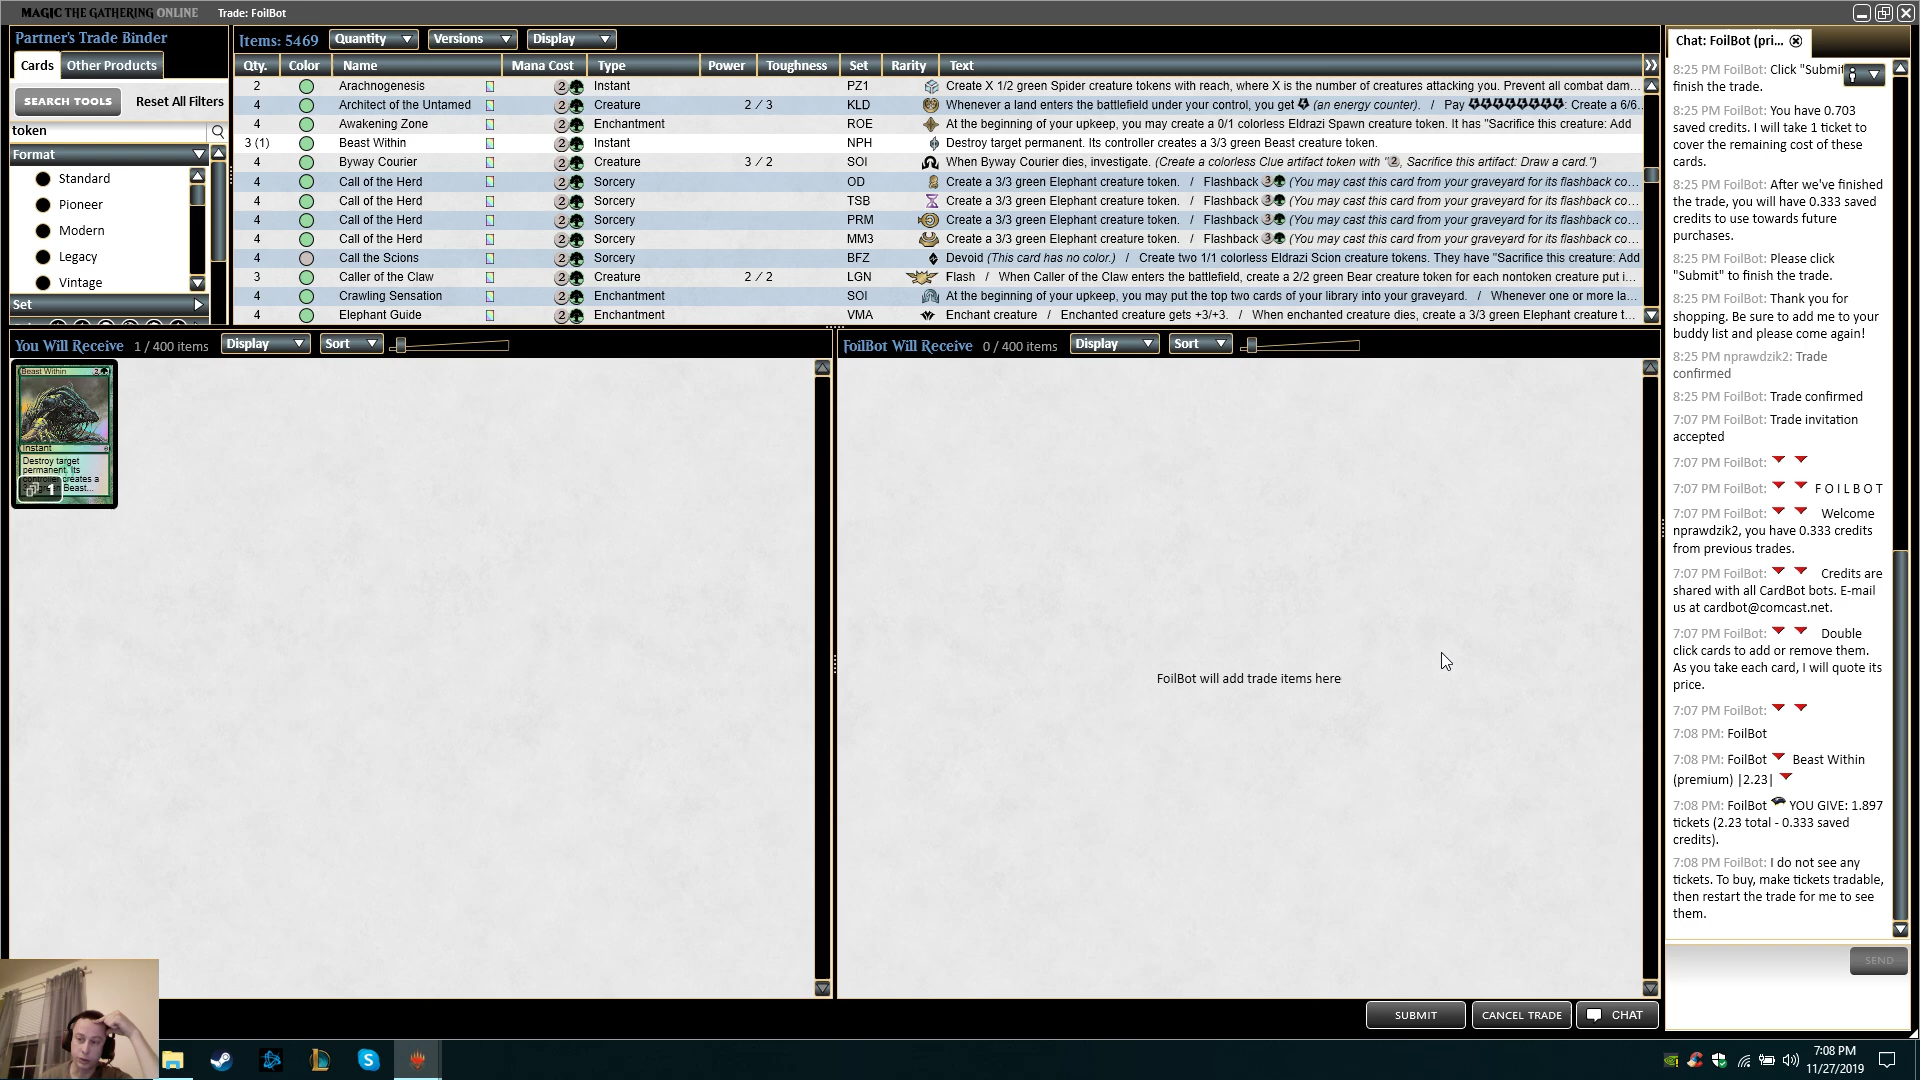 MAGIC THE GATHERING ONLINE
Trade: FoilBot
Partner's Trade Binder
Cards
Other Products
SEARCH TOOLS
Reset All Filters
token
Format
Standard
Pioneer
Modern
Legacy
Vintage
Set
Items: 5469
Quantity
Versions
Display
Qty. Color Name Mana Cost Type Power Toughness Set Rarity Text
2 Arachnogenesis 2 Instant PZ1 Create X 1/2 green Spider creature tokens with reach, where X is the number of creatures attacking you. Prevent all combat dam...
4 Architect of the Untamed 2 Creature 2 / 3 KLD Whenever a land enters the battlefield under your control, you get (an energy counter). / Pay : Create a 6/6...
4 Awakening Zone 2 Enchantment ROE At the beginning of your upkeep, you may create a 0/1 colorless Eldrazi Spawn creature token. It has "Sacrifice this creature: Add
3 (1) Beast Within 2 Instant NPH Destroy target permanent. Its controller creates a 3/3 green Beast creature token.
4 Byway Courier 2 Creature 3 / 2 SOI When Byway Courier dies, investigate. (Create a colorless Clue artifact token with "2, Sacrifice this artifact: Draw a card.")
4 Call of the Herd 2 Sorcery OD Create a 3/3 green Elephant creature token. / Flashback 3 (You may cast this card from your graveyard for its flashback co...
4 Call of the Herd 2 Sorcery TSB Create a 3/3 green Elephant creature token. / Flashback 3 (You may cast this card from your graveyard for its flashback co...
4 Call of the Herd 2 Sorcery PRM Create a 3/3 green Elephant creature token. / Flashback 3 (You may cast this card from your graveyard for its flashback co...
4 Call of the Herd 2 Sorcery MM3 Create a 3/3 green Elephant creature token. / Flashback 3 (You may cast this card from your graveyard for its flashback co...
4 Call the Scions 2 Sorcery BFZ Devoid (This card has no color.) / Create two 1/1 colorless Eldrazi Scion creature tokens. They have "Sacrifice this creature: Add
3 Caller of the Claw 2 Creature 2 / 2 LGN Flash / When Caller of the Claw enters the battlefield, create a 2/2 green Bear creature token for each nontoken creature put i...
4 Crawling Sensation 2 Enchantment SOI At the beginning of your upkeep, you may put the top two cards of your library into your graveyard. / Whenever one or more la...
4 Elephant Guide 2 Enchantment VMA Enchant creature / Enchanted creature gets +3/+3. / When enchanted creature dies, create a 3/3 green Elephant creature t...
You Will Receive 1 / 400 items
Display
Sort
Beast Within 2
Instant
Destroy target
permanent. Its
controller creates a
green Beast...
1
FoilBot Will Receive 0 / 400 items
Display
Sort
FoilBot will add trade items here
SUBMIT
CANCEL TRADE
CHAT
Chat: FoilBot (pri...
8:25 PM FoilBot: Click "Submit
finish the trade.
8:25 PM FoilBot: You have 0.703
saved credits. I will take 1 ticket to
cover the remaining cost of these
cards.
8:25 PM FoilBot: After we've finished
the trade, you will have 0.333 saved
credits to use towards future
purchases.
8:25 PM FoilBot: Please click
"Submit" to finish the trade.
8:25 PM FoilBot: Thank you for
shopping. Be sure to add me to your
buddy list and please come again!
8:25 PM nprawdzik2: Trade
confirmed
8:25 PM FoilBot: Trade confirmed
7:07 PM FoilBot: Trade invitation
accepted
7:07 PM FoilBot:
7:07 PM FoilBot: F O I L B O T
7:07 PM FoilBot: Welcome
nprawdzik2, you have 0.333 credits
from previous trades.
7:07 PM FoilBot: Credits are
shared with all CardBot bots. E-mail
us at cardbot@comcast.net.
7:07 PM FoilBot: Double
click cards to add or remove them.
As you take each card, I will quote its
price.
7:07 PM FoilBot:
7:08 PM: FoilBot
7:08 PM: FoilBot Beast Within
(premium) |2.23|
7:08 PM: FoilBot YOU GIVE: 1.897
tickets (2.23 total - 0.333 saved
credits).
7:08 PM FoilBot: I do not see any
tickets. To buy, make tickets tradable,
then restart the trade for me to see
them.
SEND
7:08 PM
11/27/2019